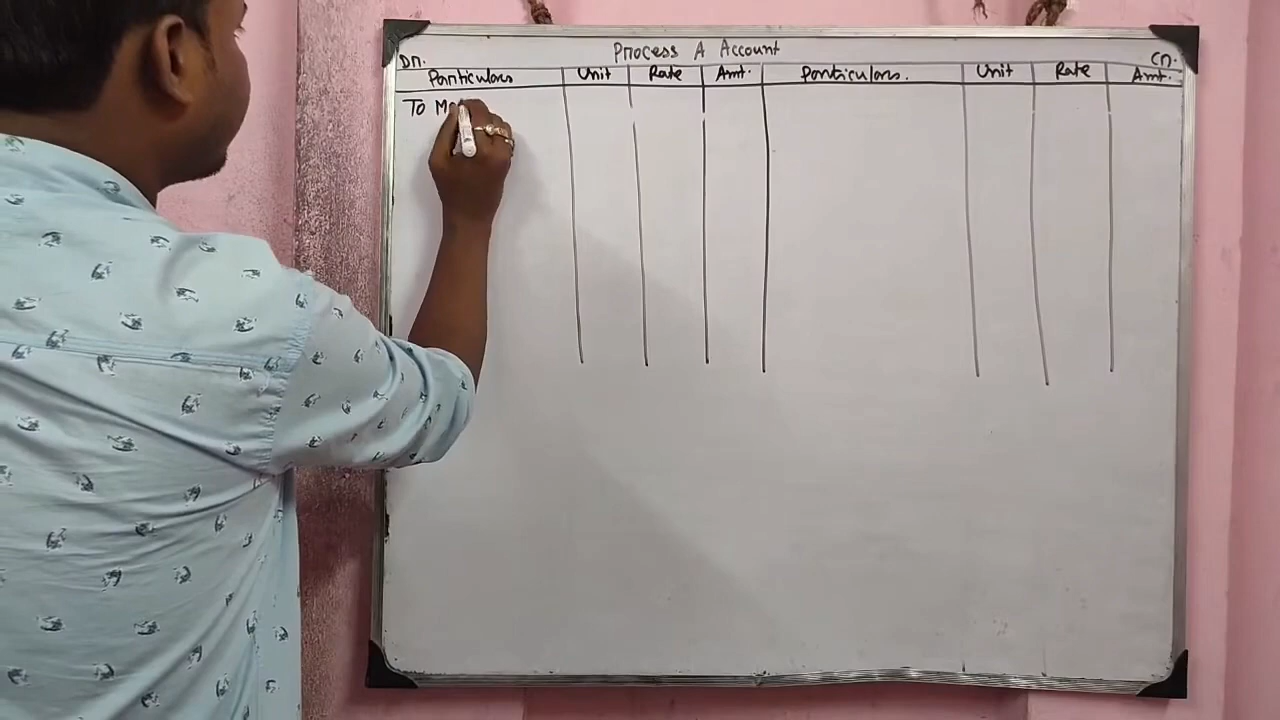 Process A Account
Dr. Cr.
Particulars Unit Rate Amt. Particulars. Unit Rate Amt.
To